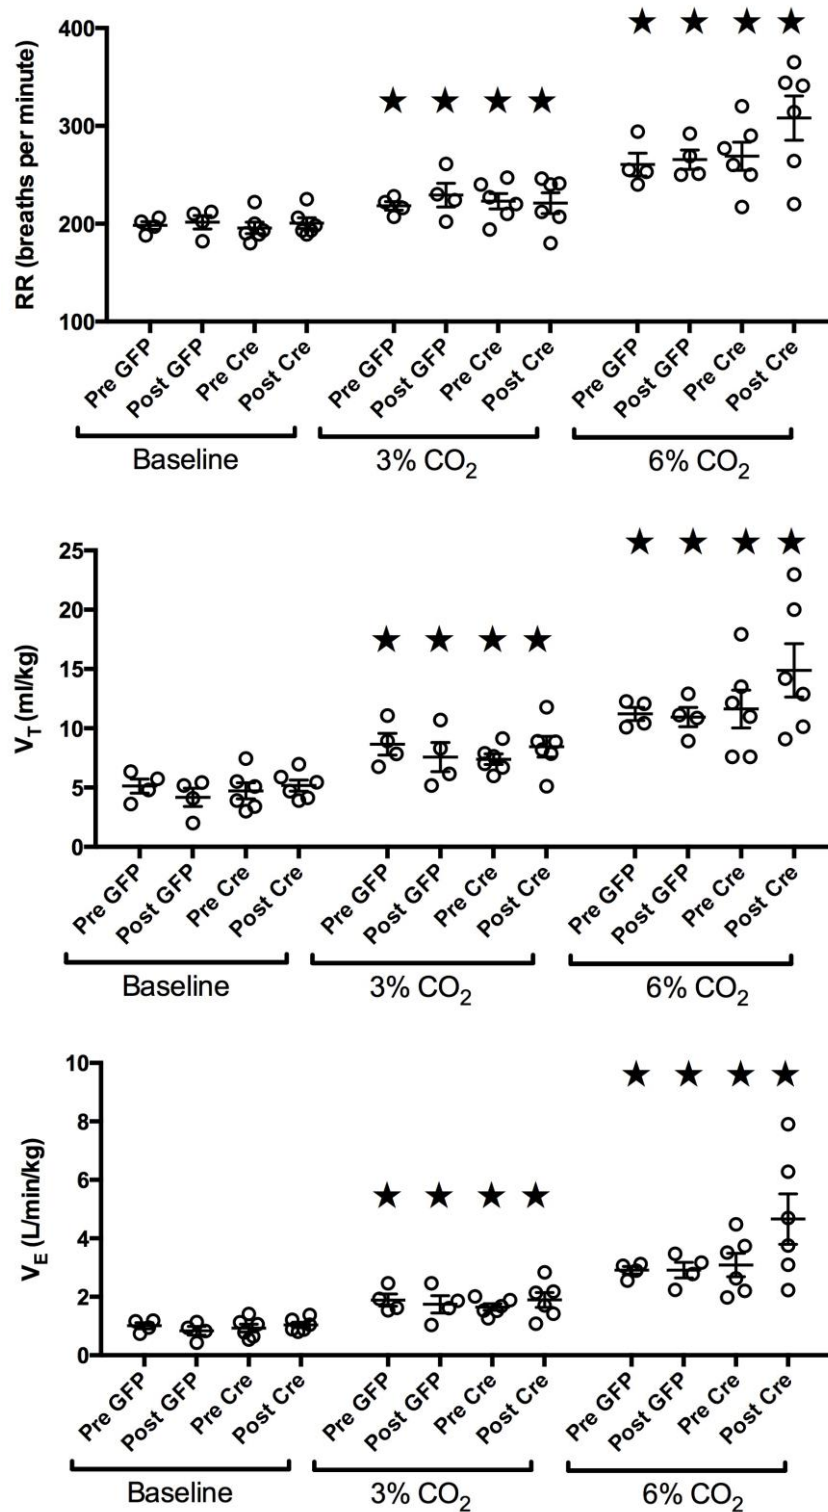 RR (breaths per minute)
400
300
200
100
Pre GFP Post GFP Pre Cre Post Cre Pre GFP Post GFP Pre Cre Post Cre Pre GFP Post GFP Pre Cre Post Cre
Baseline 3% CO₂ 6% CO₂
V_T (ml/kg)
25
20
15
10
5
0
Pre GFP Post GFP Pre Cre Post Cre Pre GFP Post GFP Pre Cre Post Cre Pre GFP Post GFP Pre Cre Post Cre
Baseline 3% CO₂ 6% CO₂
V_E (L/min/kg)
10
8
6
4
2
0
Pre GFP Post GFP Pre Cre Post Cre Pre GFP Post GFP Pre Cre Post Cre Pre GFP Post GFP Pre Cre Post Cre
Baseline 3% CO₂ 6% CO₂